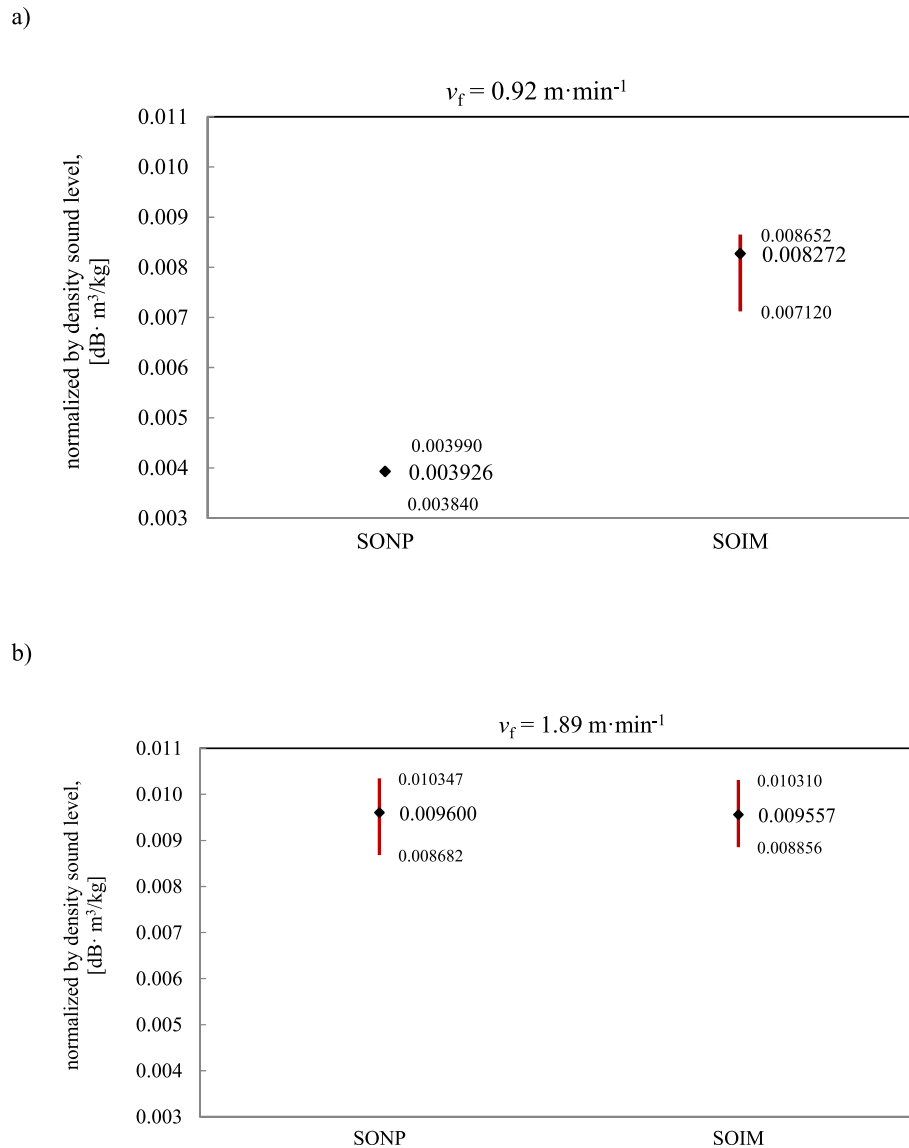 a)
v_f = 0.92 m·min⁻¹
normalized by density sound level,
[dB· m³/kg]
0.011
0.010
0.009
0.008
0.007
0.006
0.005
0.004
0.003
0.003990
0.003926
0.003840
0.008652
0.008272
0.007120
SONP
SOIM
b)
v_f = 1.89 m·min⁻¹
normalized by density sound level,
[dB· m³/kg]
0.011
0.010
0.009
0.008
0.007
0.006
0.005
0.004
0.003
0.010347
0.009600
0.008682
0.010310
0.009557
0.008856
SONP
SOIM